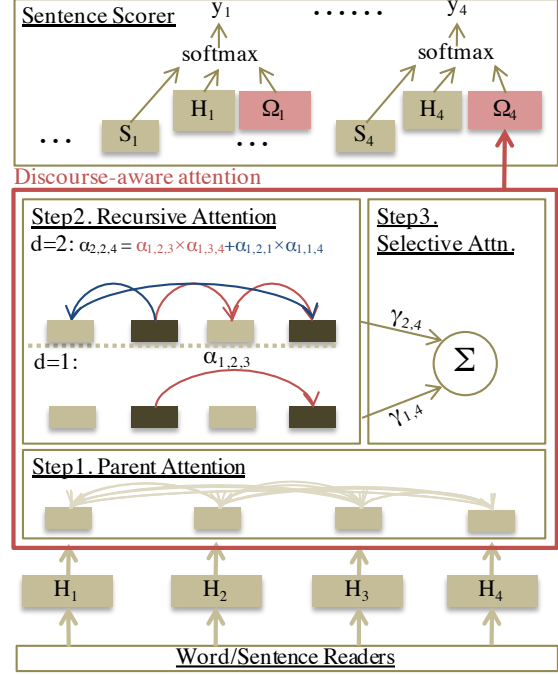 Sentence Scorer
y₁ ...... y₄
softmax softmax
S₁ H₁ Ω₁ S₄ H₄ Ω₄
... ...
Discourse-aware attention
Step2. Recursive Attention
d=2: α₂,₂,₄ = α₁,₂,₃×α₁,₃,₄+α₁,₂,₁×α₁,₁,₄
d=1: α₁,₂,₃
Step3.
Selective Attn.
γ₂,₄
Σ
γ₁,₄
Step1. Parent Attention
H₁ H₂ H₃ H₄
Word/Sentence Readers